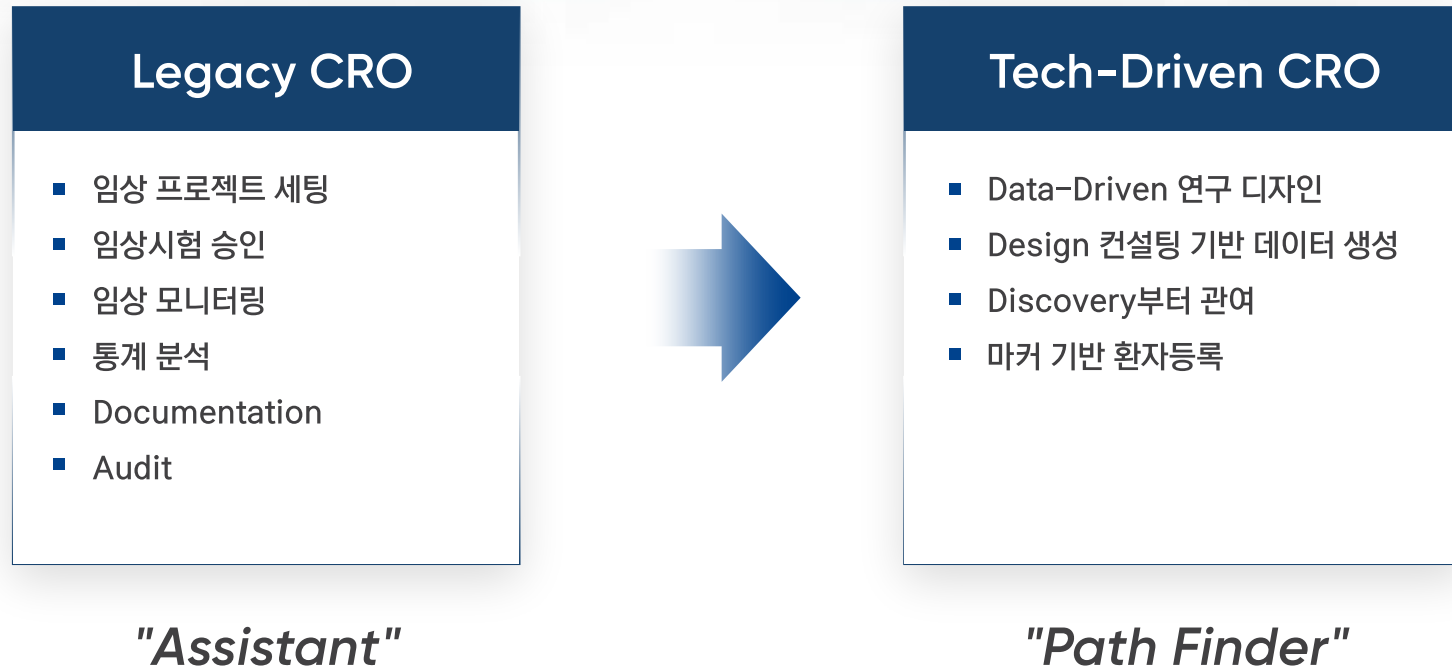 Legacy CRO
임상 프로젝트 세팅
임상시험 승인
임상 모니터링
통계 분석
Documentation
Audit
"Assistant"
Tech-Driven CRO
Data-Driven 연구 디자인
Design 컨설팅 기반 데이터 생성
Discovery부터 관여
마커 기반 환자등록
"Path Finder"